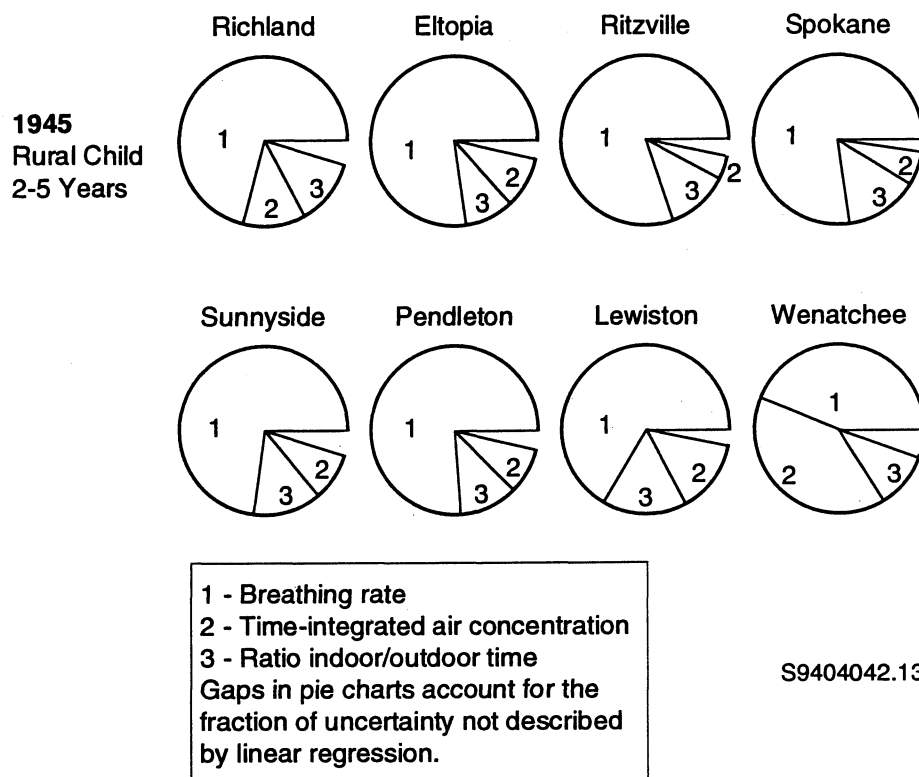 Richland Eltopia Ritzville Spokane
1945
Rural Child
2-5 Years
1 2 3
1 3 2
1 3 2
1 3 2
Sunnyside Pendleton Lewiston Wenatchee
1 3 2
1 3 2
1 3 2
1 2 3
1 - Breathing rate
2 - Time-integrated air concentration
3 - Ratio indoor/outdoor time
Gaps in pie charts account for the
fraction of uncertainty not described
by linear regression.
S9404042.13